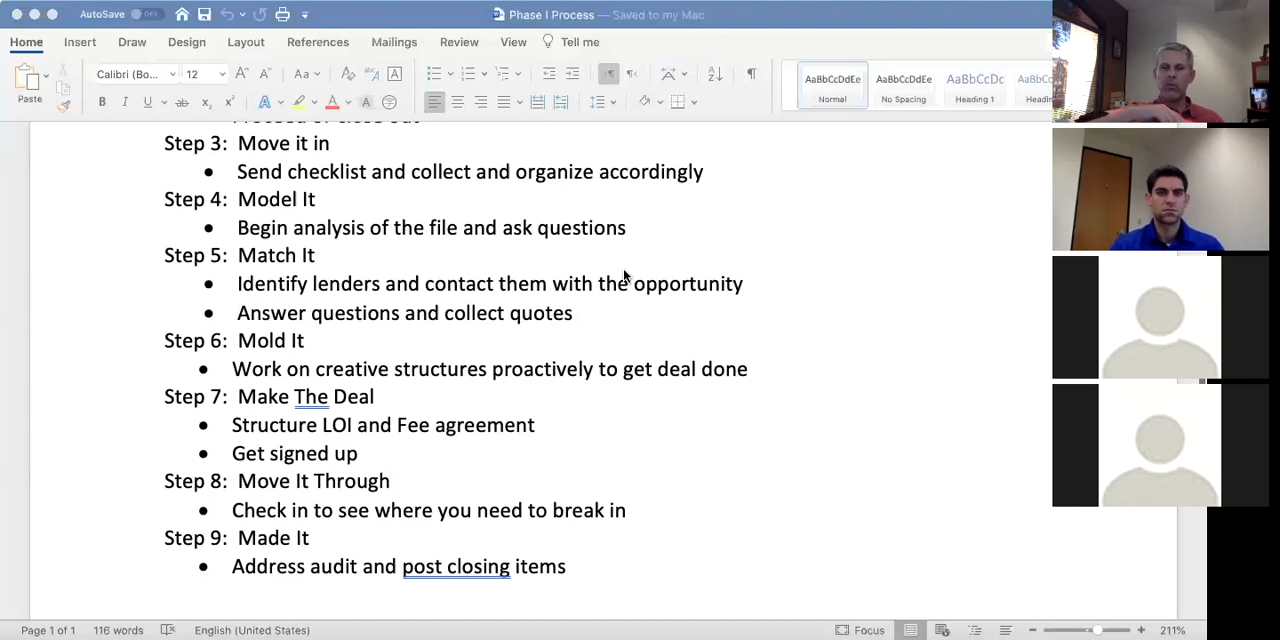 AutoSave OFF Phase I Process — Saved to my Mac
Home Insert Draw Design Layout References Mailings Review View Tell me
Paste Calibri (Bo... 12 Aa AaBbCcDdEe AaBbCcDdEe AaBbCcDc
Normal No Spacing Heading 1
Step 3: Move it in
• Send checklist and collect and organize accordingly
Step 4: Model It
• Begin analysis of the file and ask questions
Step 5: Match It
• Identify lenders and contact them with the opportunity
• Answer questions and collect quotes
Step 6: Mold It
• Work on creative structures proactively to get deal done
Step 7: Make The Deal
• Structure LOI and Fee agreement
• Get signed up
Step 8: Move It Through
• Check in to see where you need to break in
Step 9: Made It
• Address audit and post closing items
Page 1 of 1 116 words English (United States) Focus 211%